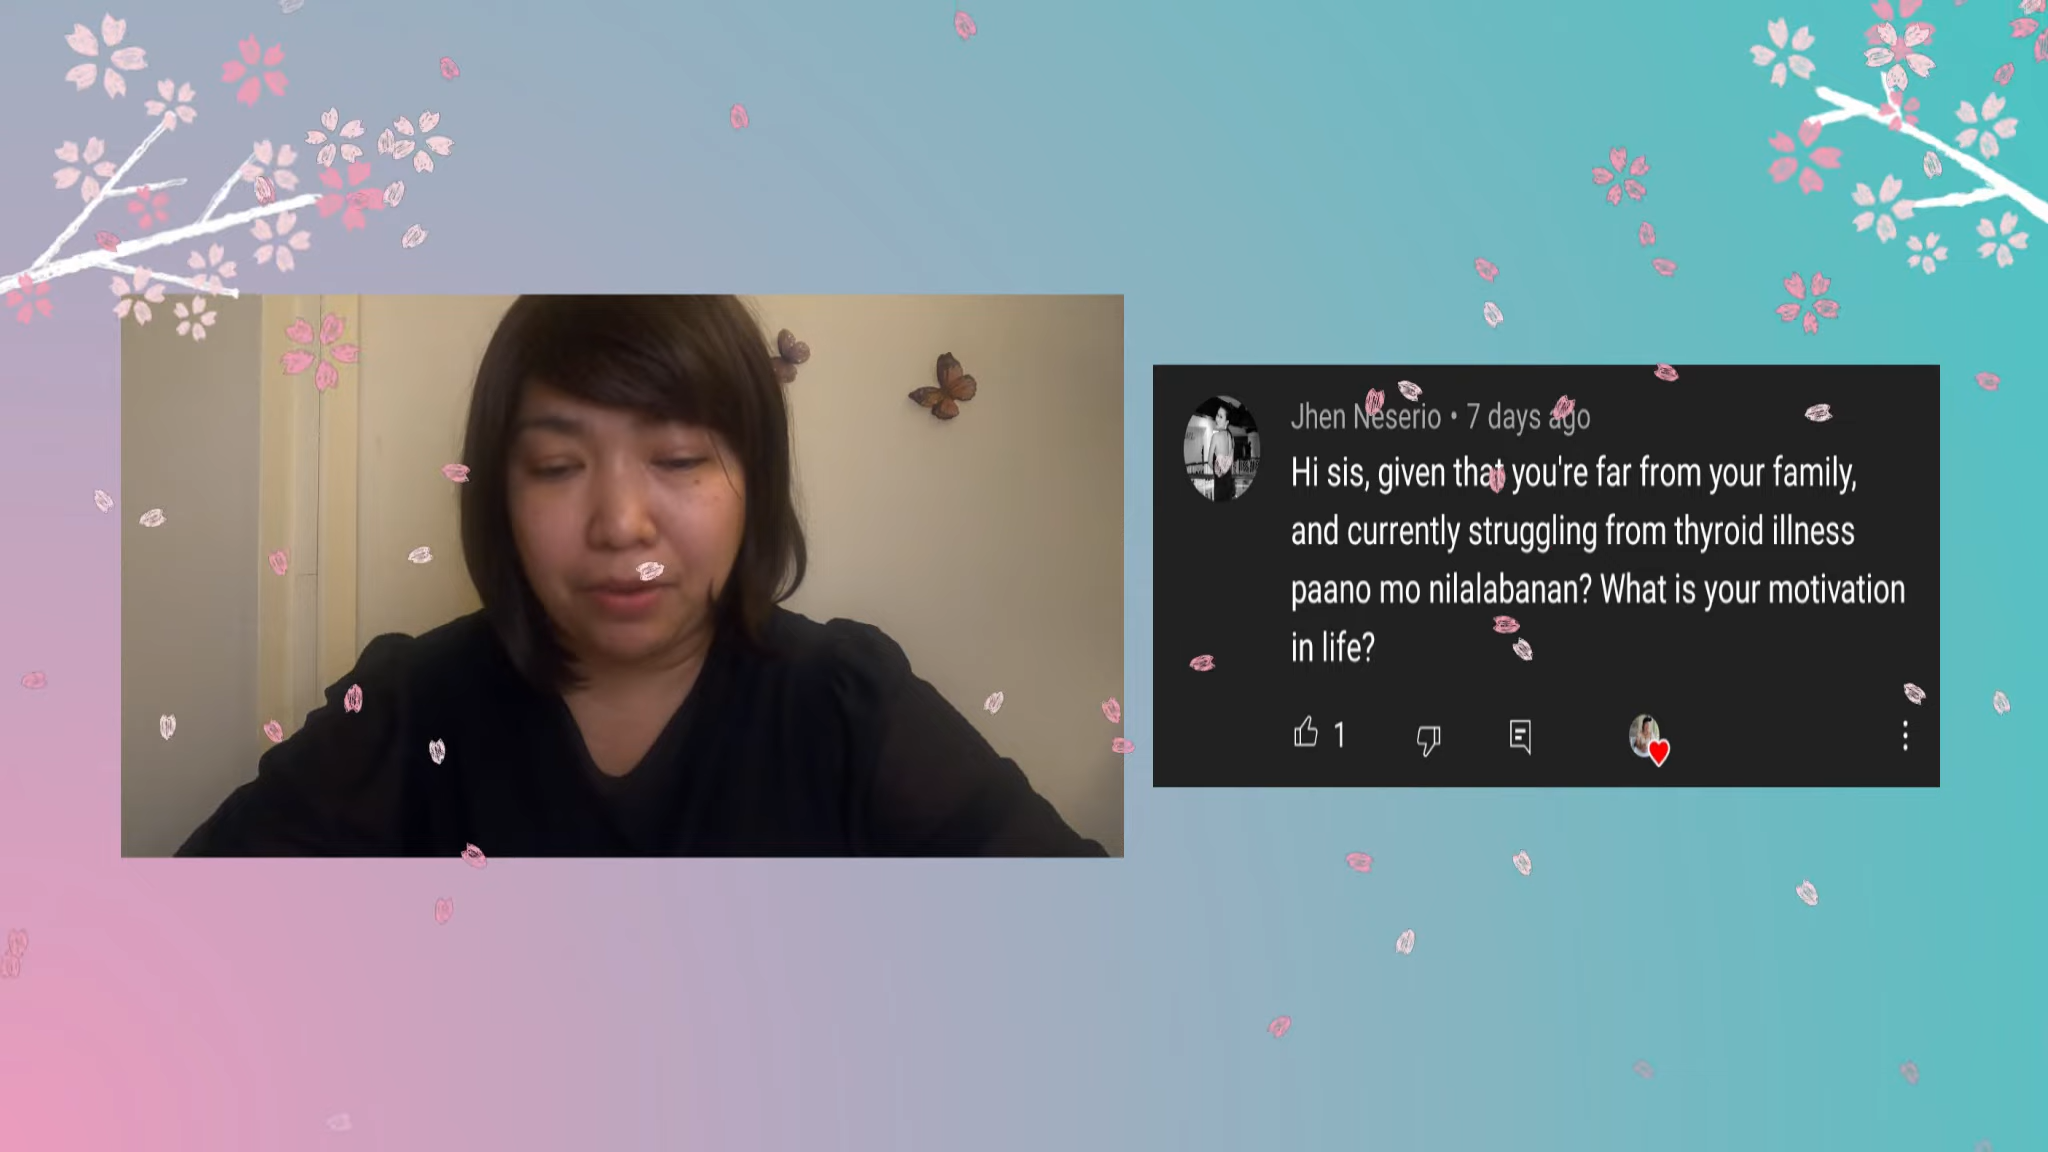 Jhen Neserio • 7 days ago
Hi sis, given that you're far from your family,
and currently struggling from thyroid illness
paano mo nilalabanan? What is your motivation
in life?
1